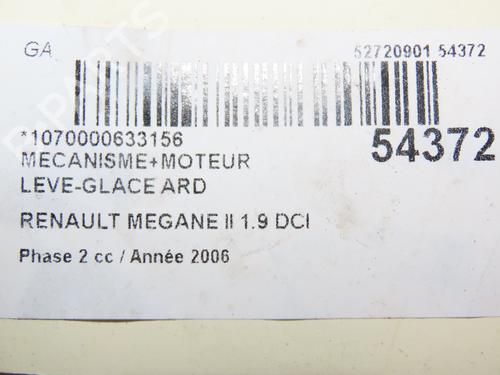 GA
52720901 54372
*1070000633156
54372
MECANISME+MOTEUR
LEVE-GLACE ARD
RENAULT MEGANE II 1.9 DCI
Phase 2 cc / Année 2006